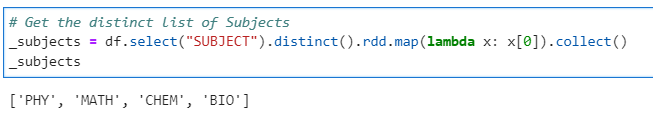 # Get the distinct list of Subjects
_subjects = df.select("SUBJECT").distinct().rdd.map(lambda x: x[0]).collect()
_subjects
['PHY', 'MATH', 'CHEM', 'BIO']